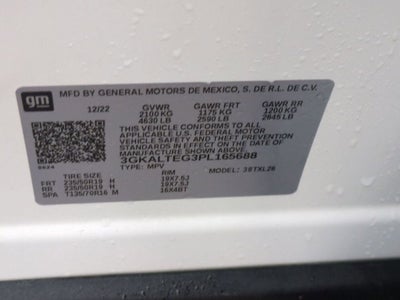 gm MFD BY GENERAL MOTORS DE MEXICO, S. DE R.L. DE C.V.
12/22 GVWR GAWR FRT GAWR RR
2100 KG 1175 KG 1200 KG
4630 LB 2590 LB 2645 LB
THIS VEHICLE CONFORMS TO ALL
APPLICABLE U.S. FEDERAL MOTOR
VEHICLE SAFETY AND THEFT PREVENTION
STANDARDS IN EFFECT ON THE DATE OF
MANUFACTURE SHOWN ABOVE.
3GKALTEG3PL165688
TYPE: MPV MODEL: 3STXL26
TIRE SIZE RIM
FRT 235/50R19 H 19X7.5J
RR 235/50R19 H 19X7.5J
SPA T135/70R16 M 16X4BT